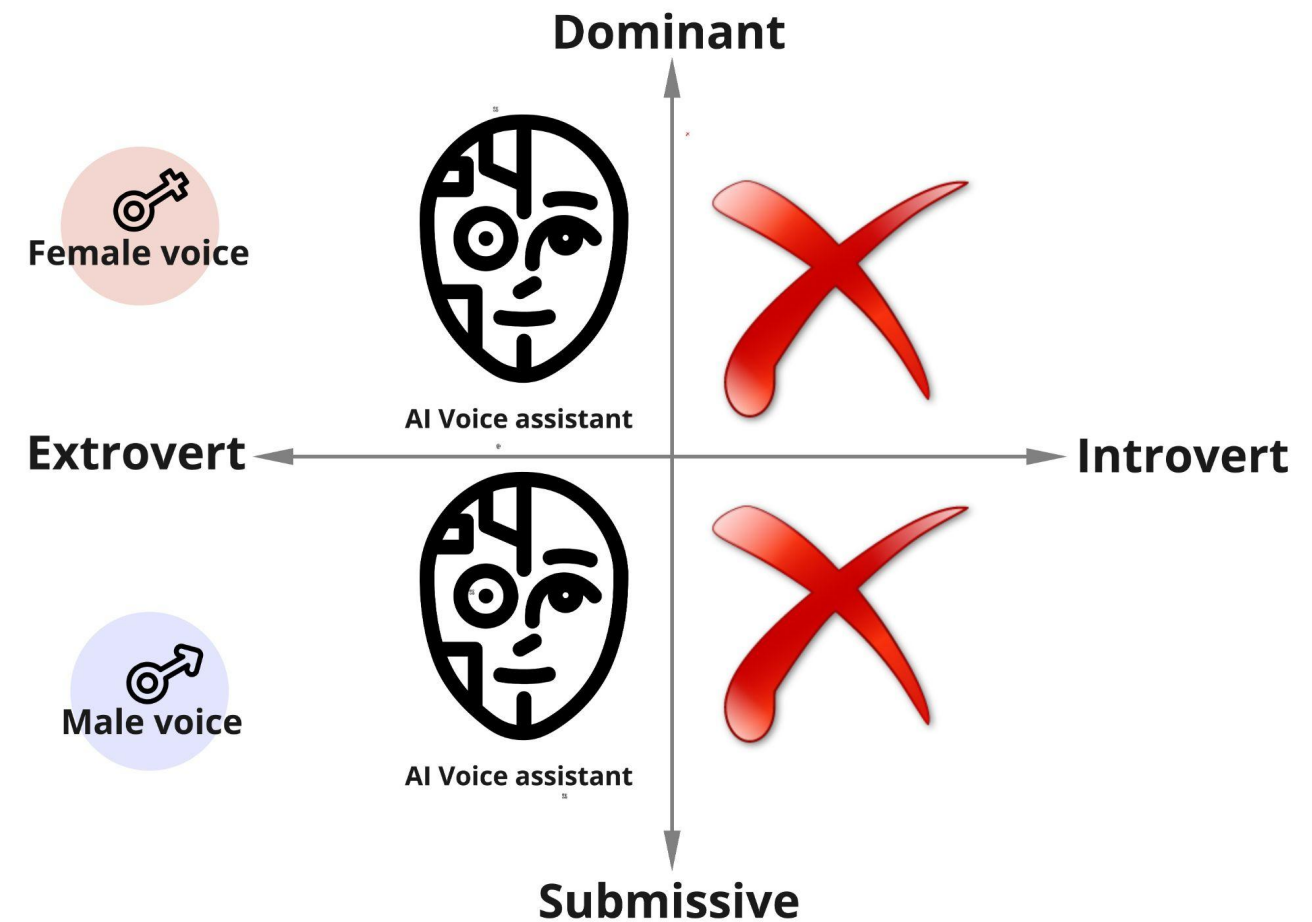 Dominant
Female voice
AI Voice assistant
Extrovert
Introvert
Male voice
AI Voice assistant
Submissive